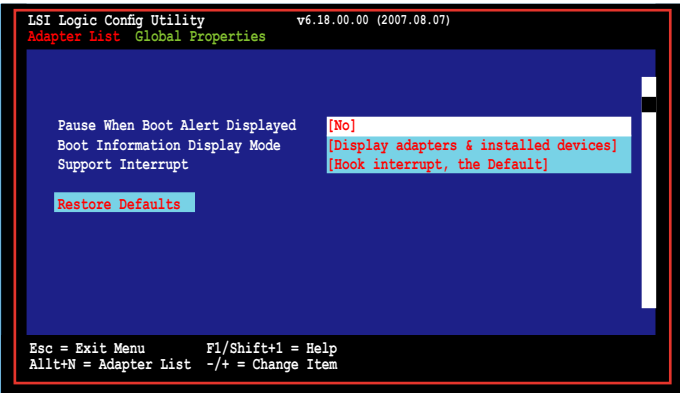 LSI Logic Config Utility v6.18.00.00 (2007.08.07)
Adapter List Global Properties
Pause When Boot Alert Displayed [No]
Boot Information Display Mode [Display adapters & installed devices]
Support Interrupt [Hook interrupt, the Default]
Restore Defaults
Esc = Exit Menu F1/Shift+1 = Help
Allt+N = Adapter List -/+ = Change Item